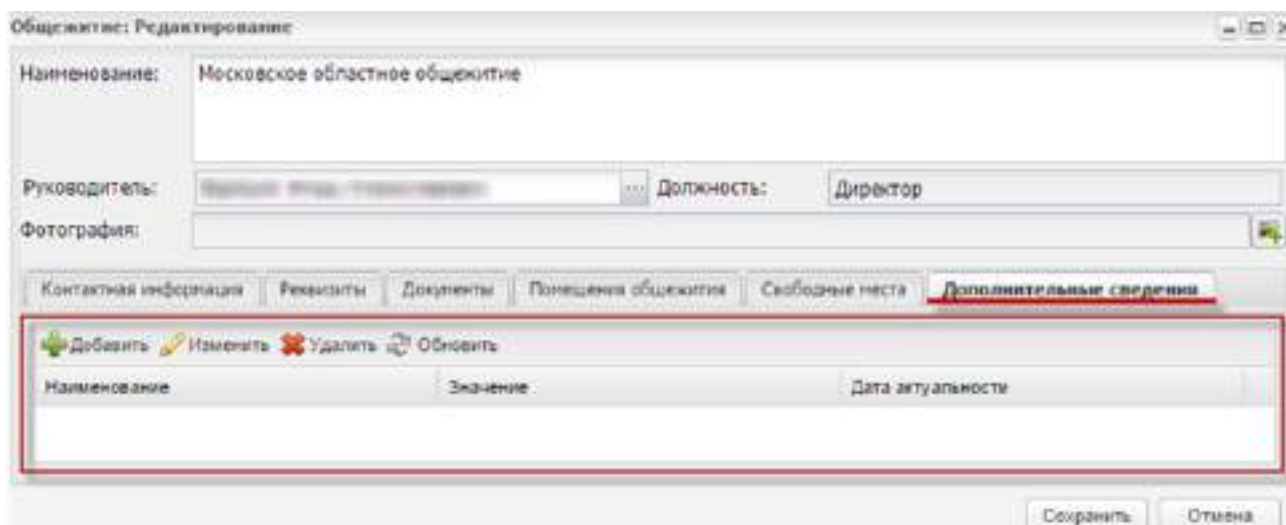 Общежитие: Редактирование
Наименование: Московское областное общежитие
Руководитель: ... Должность: Директор
Фотография:
Контактная информация Реквизиты Документы Помещения общежития Свободные места Дополнительные сведения
Добавить Изменить Удалить Обновить
Наименование Значение Дата актуальности
Сохранить Отмена